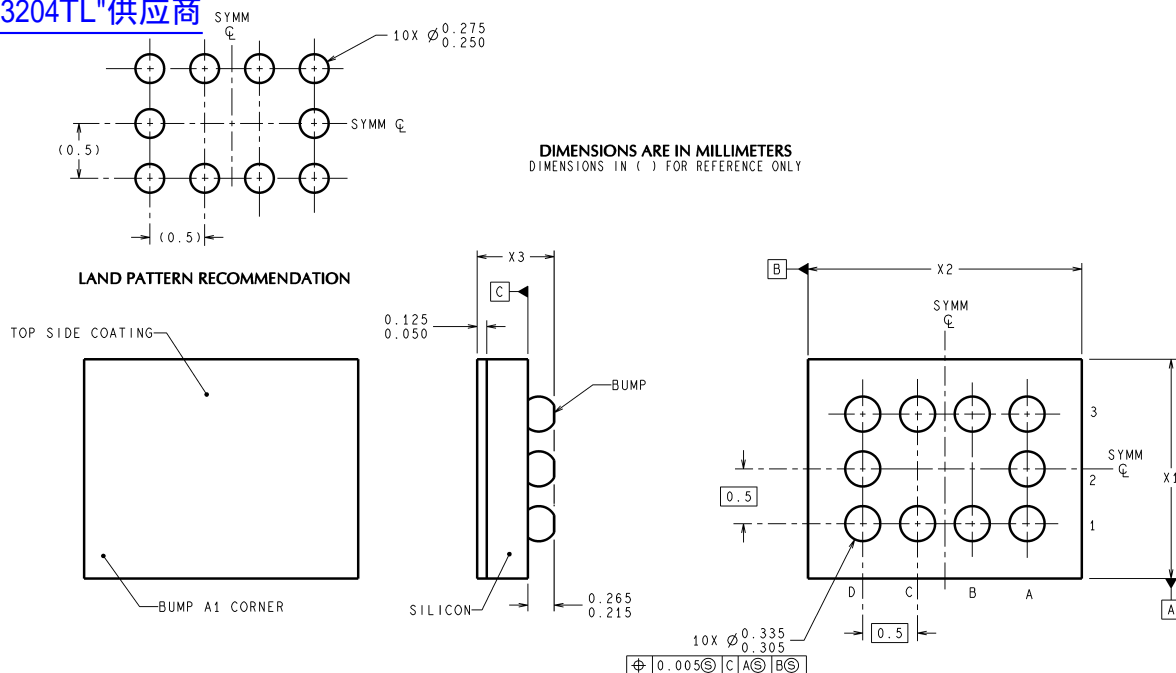 3204TL"供应商
SYMM
℄
10X Ø 0.275
0.250
SYMM ℄
(0.5)
(0.5)
DIMENSIONS ARE IN MILLIMETERS
DIMENSIONS IN ( ) FOR REFERENCE ONLY
LAND PATTERN RECOMMENDATION
TOP SIDE COATING
BUMP A1 CORNER
X3
C
0.125
0.050
BUMP
SILICON
0.265
0.215
B
X2
SYMM
℄
3
SYMM
℄
2
X1
0.5
1
D C B A
A
0.5
10X Ø 0.335
0.305
⌖ 0.005Ⓢ C AⓈ BⓈ